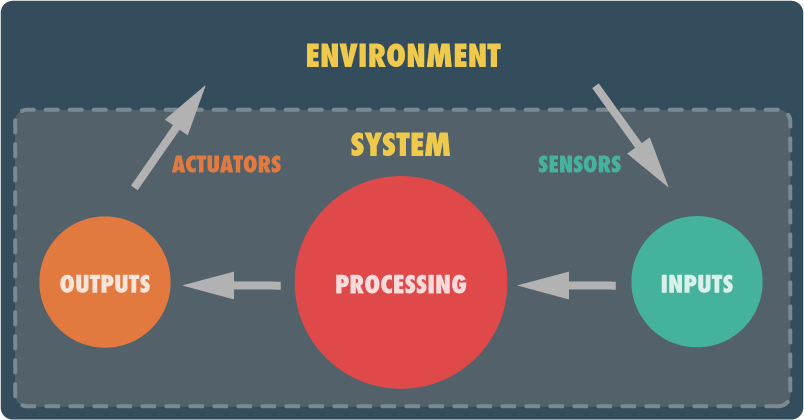 ENVIRONMENT
SYSTEM
ACTUATORS
SENSORS
OUTPUTS
PROCESSING
INPUTS